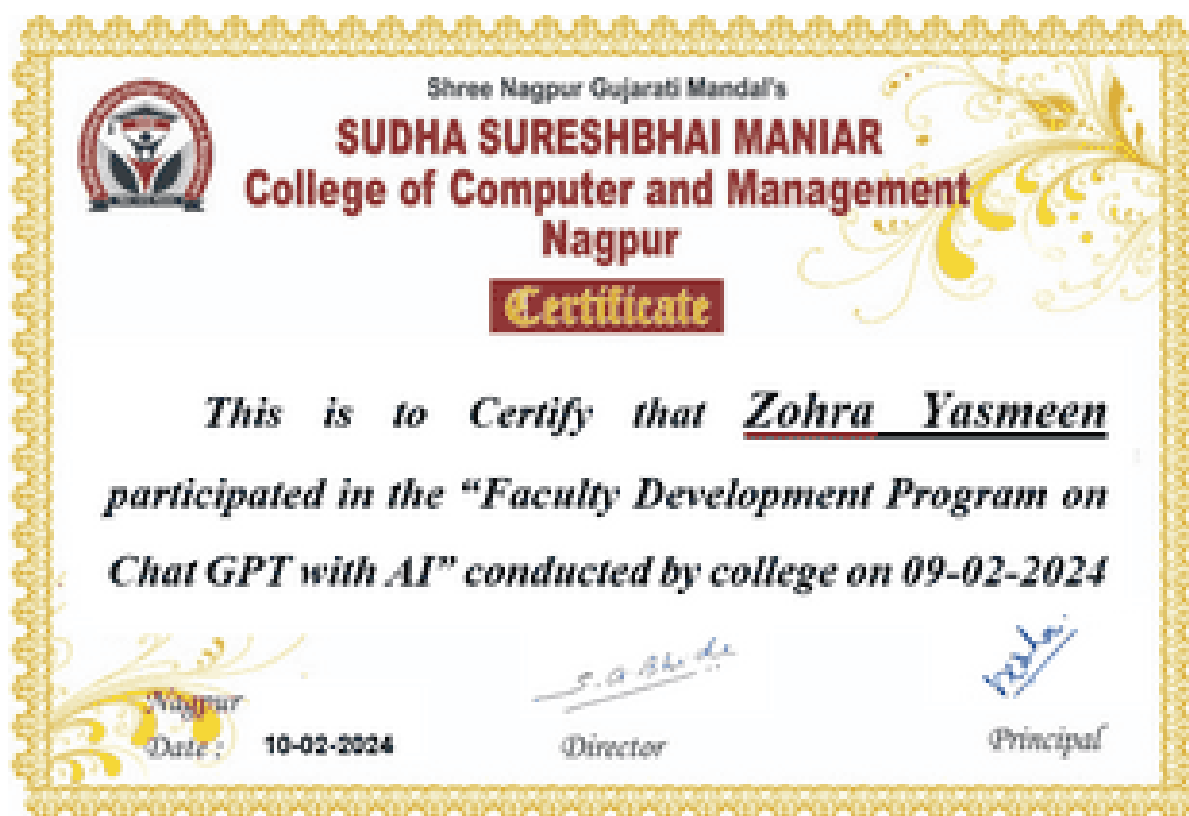 Shree Nagpur Gujarati Mandal's
SUDHA SURESHBHAI MANIAR
College of Computer and Management
Nagpur
Certificate
This is to Certify that Zohra Yasmeen
participated in the “Faculty Development Program on
Chat GPT with AI” conducted by college on 09-02-2024
Nagpur
Date : 10-02-2024
Director
Principal